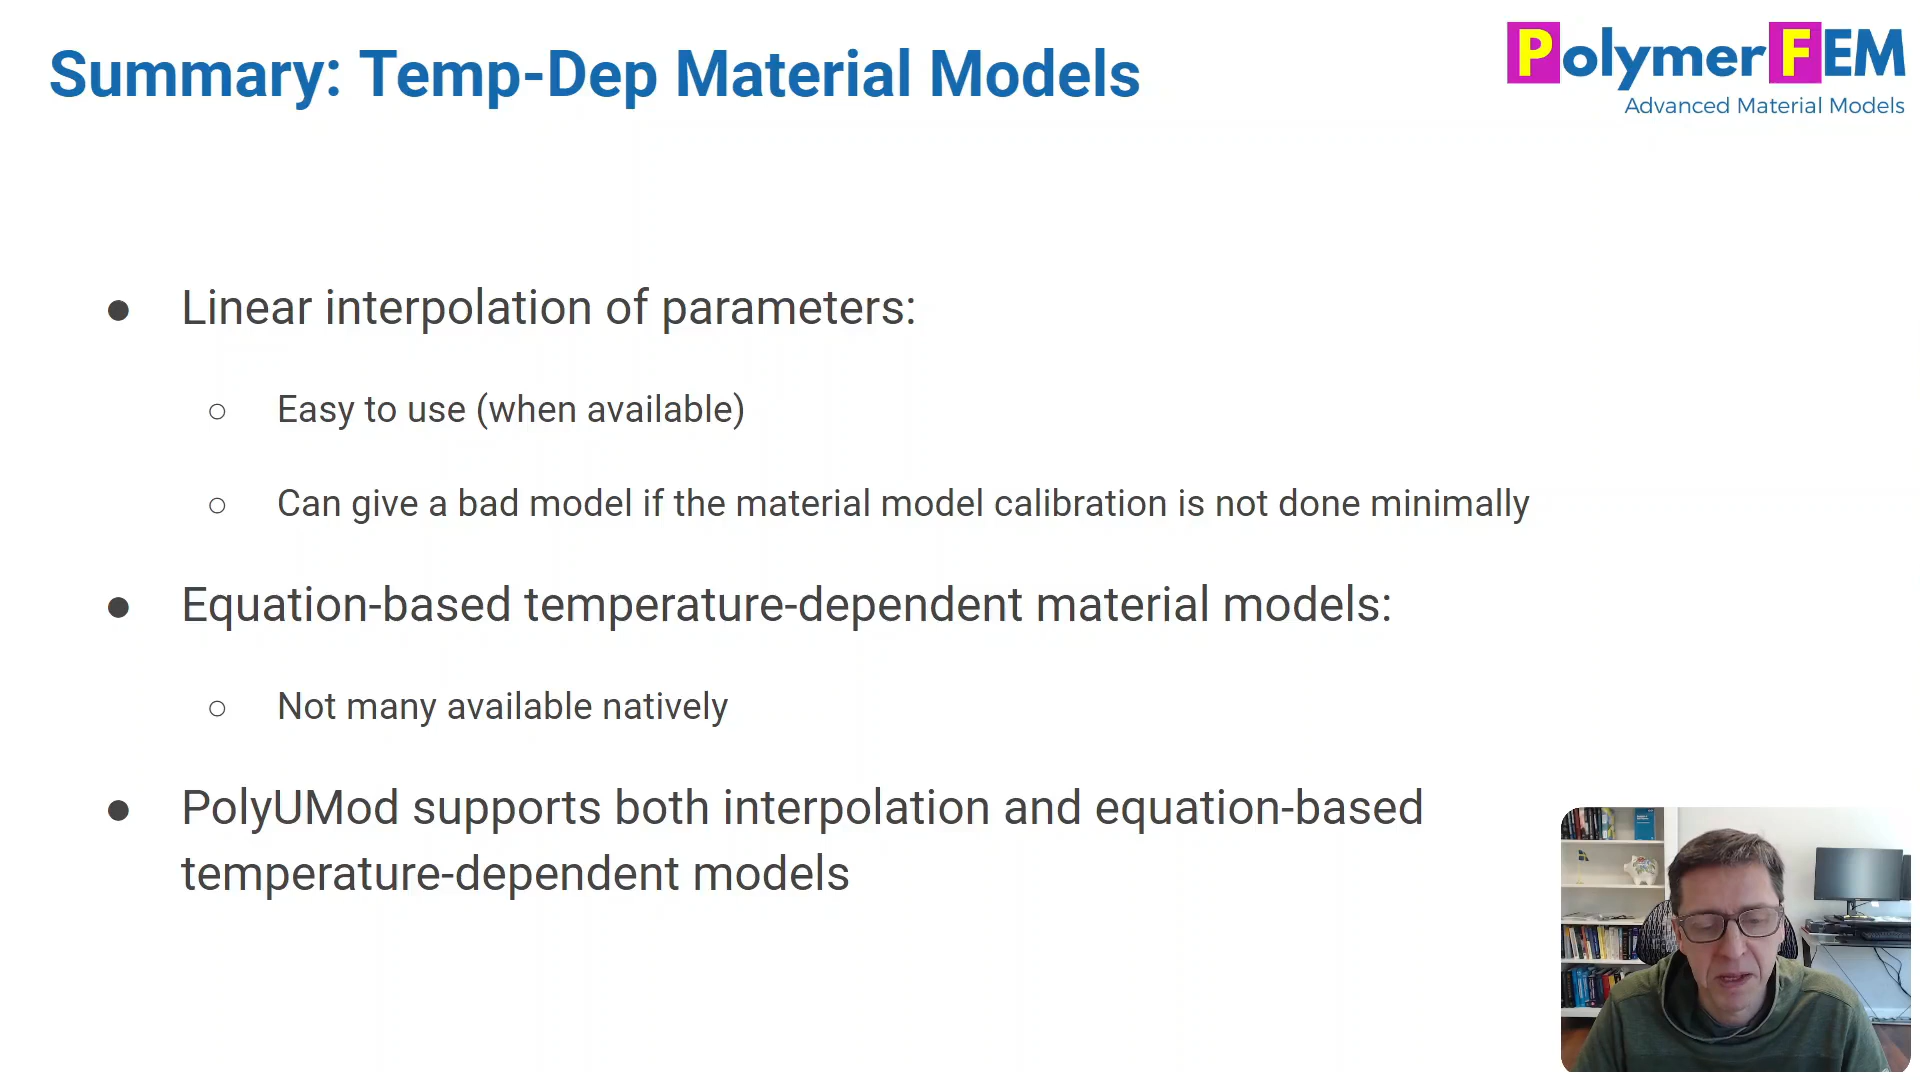 Summary: Temp-Dep Material Models
PolymerFEM
Advanced Material Models
● Linear interpolation of parameters:
○ Easy to use (when available)
○ Can give a bad model if the material model calibration is not done minimally
● Equation-based temperature-dependent material models:
○ Not many available natively
● PolyUMod supports both interpolation and equation-based
temperature-dependent models